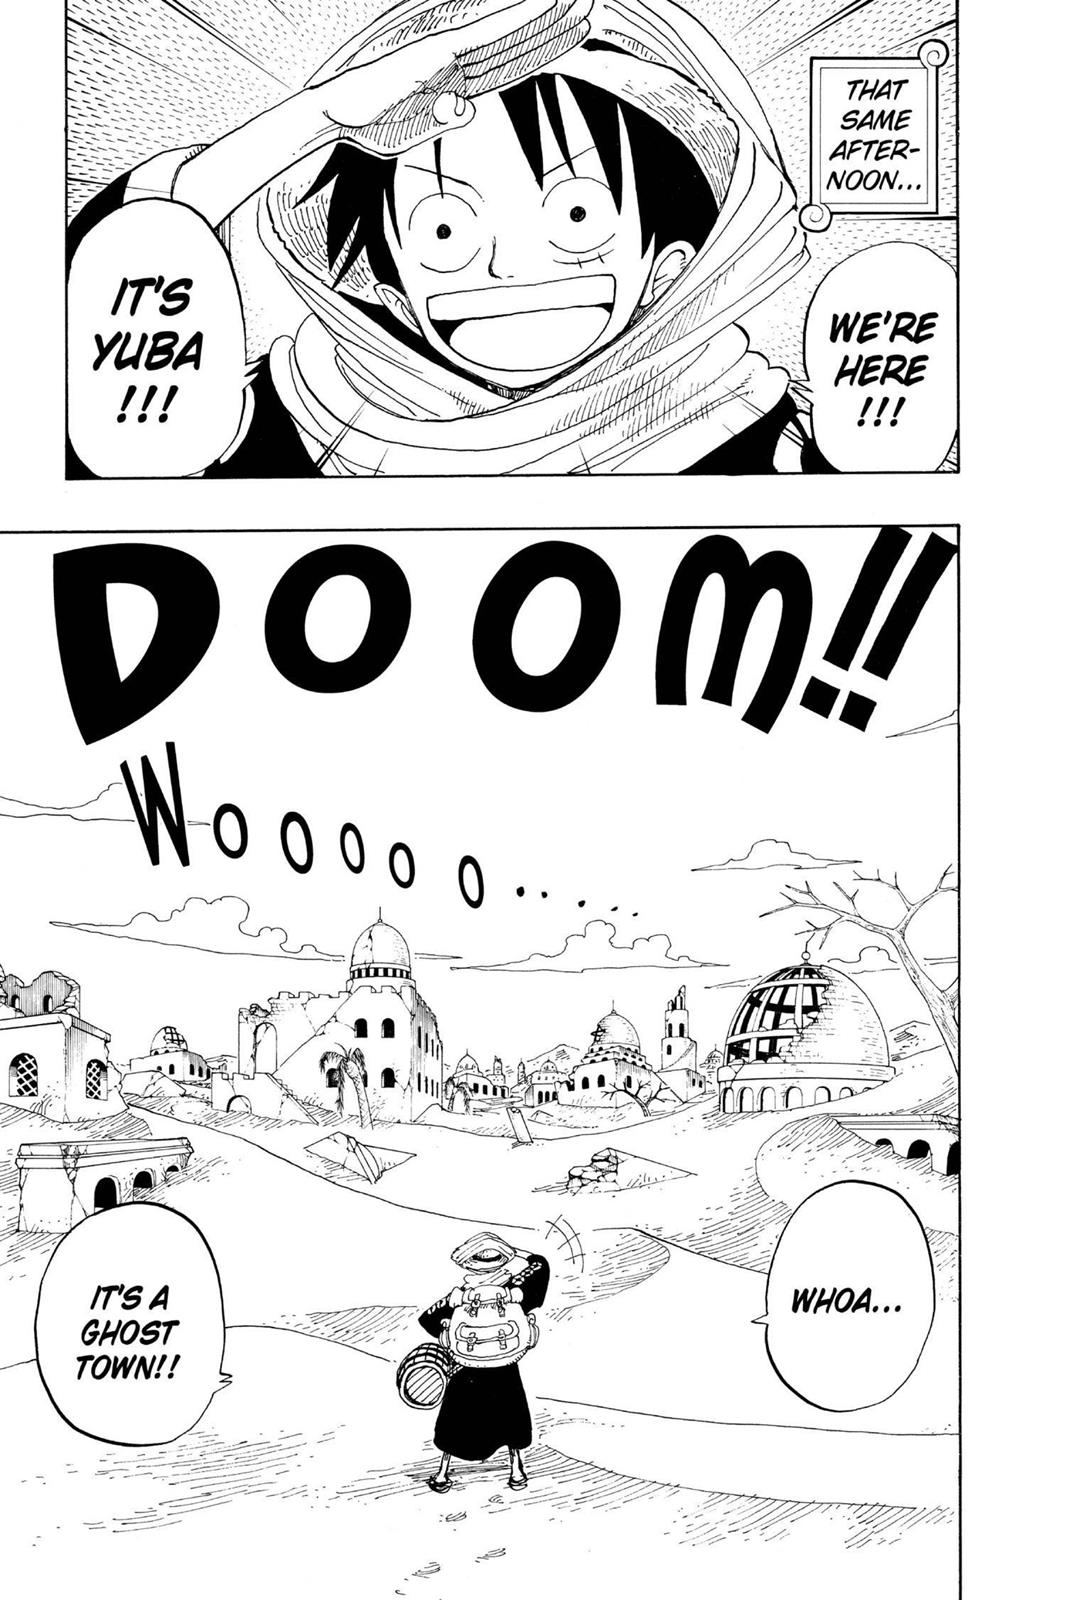 THAT
SAME
AFTER-
NOON...
WE'RE
HERE
!!!
IT'S
YUBA
!!!
DOOM!!
WOOOOO......
WHOA...
IT'S A
GHOST
TOWN!!